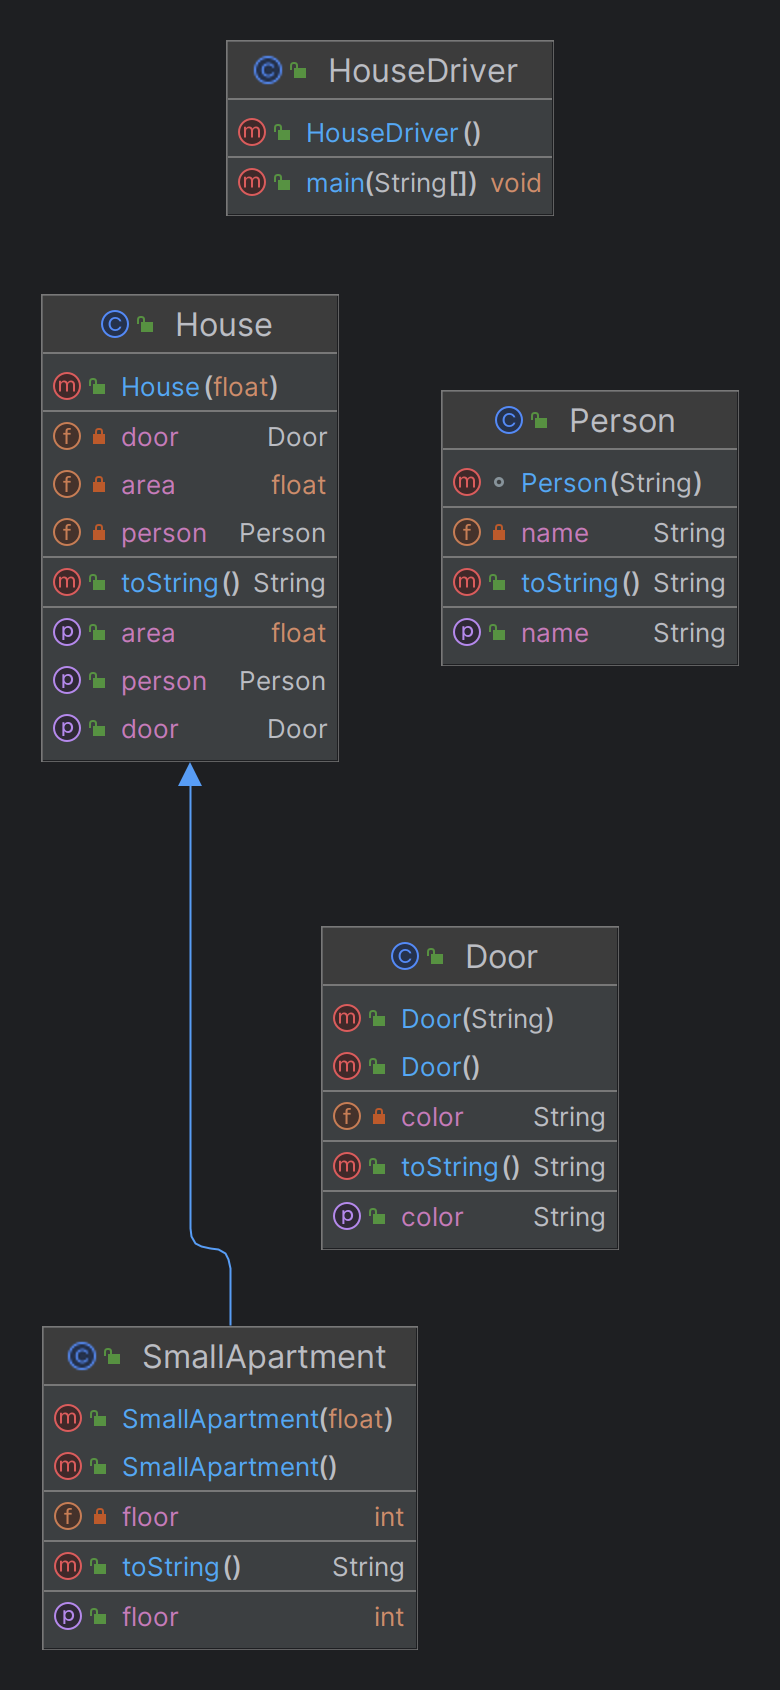 HouseDriver
HouseDriver()
main(String[]) void
House
House(float)
door Door
area float
person Person
toString() String
area float
person Person
door Door
Person
Person(String)
name String
toString() String
name String
Door
Door(String)
Door()
color String
toString() String
color String
SmallApartment
SmallApartment(float)
SmallApartment()
floor int
toString() String
floor int